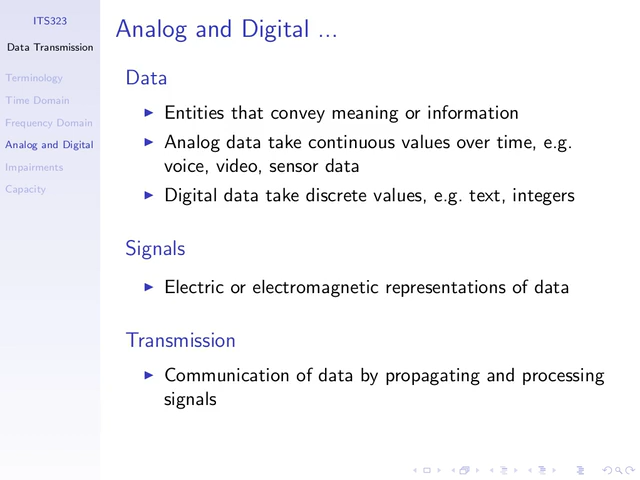 ITS323
Data Transmission
Terminology
Time Domain
Frequency Domain
Analog and Digital
Impairments
Capacity
Analog and Digital ...
Data
Entities that convey meaning or information
Analog data take continuous values over time, e.g.
voice, video, sensor data
Digital data take discrete values, e.g. text, integers
Signals
Electric or electromagnetic representations of data
Transmission
Communication of data by propagating and processing
signals